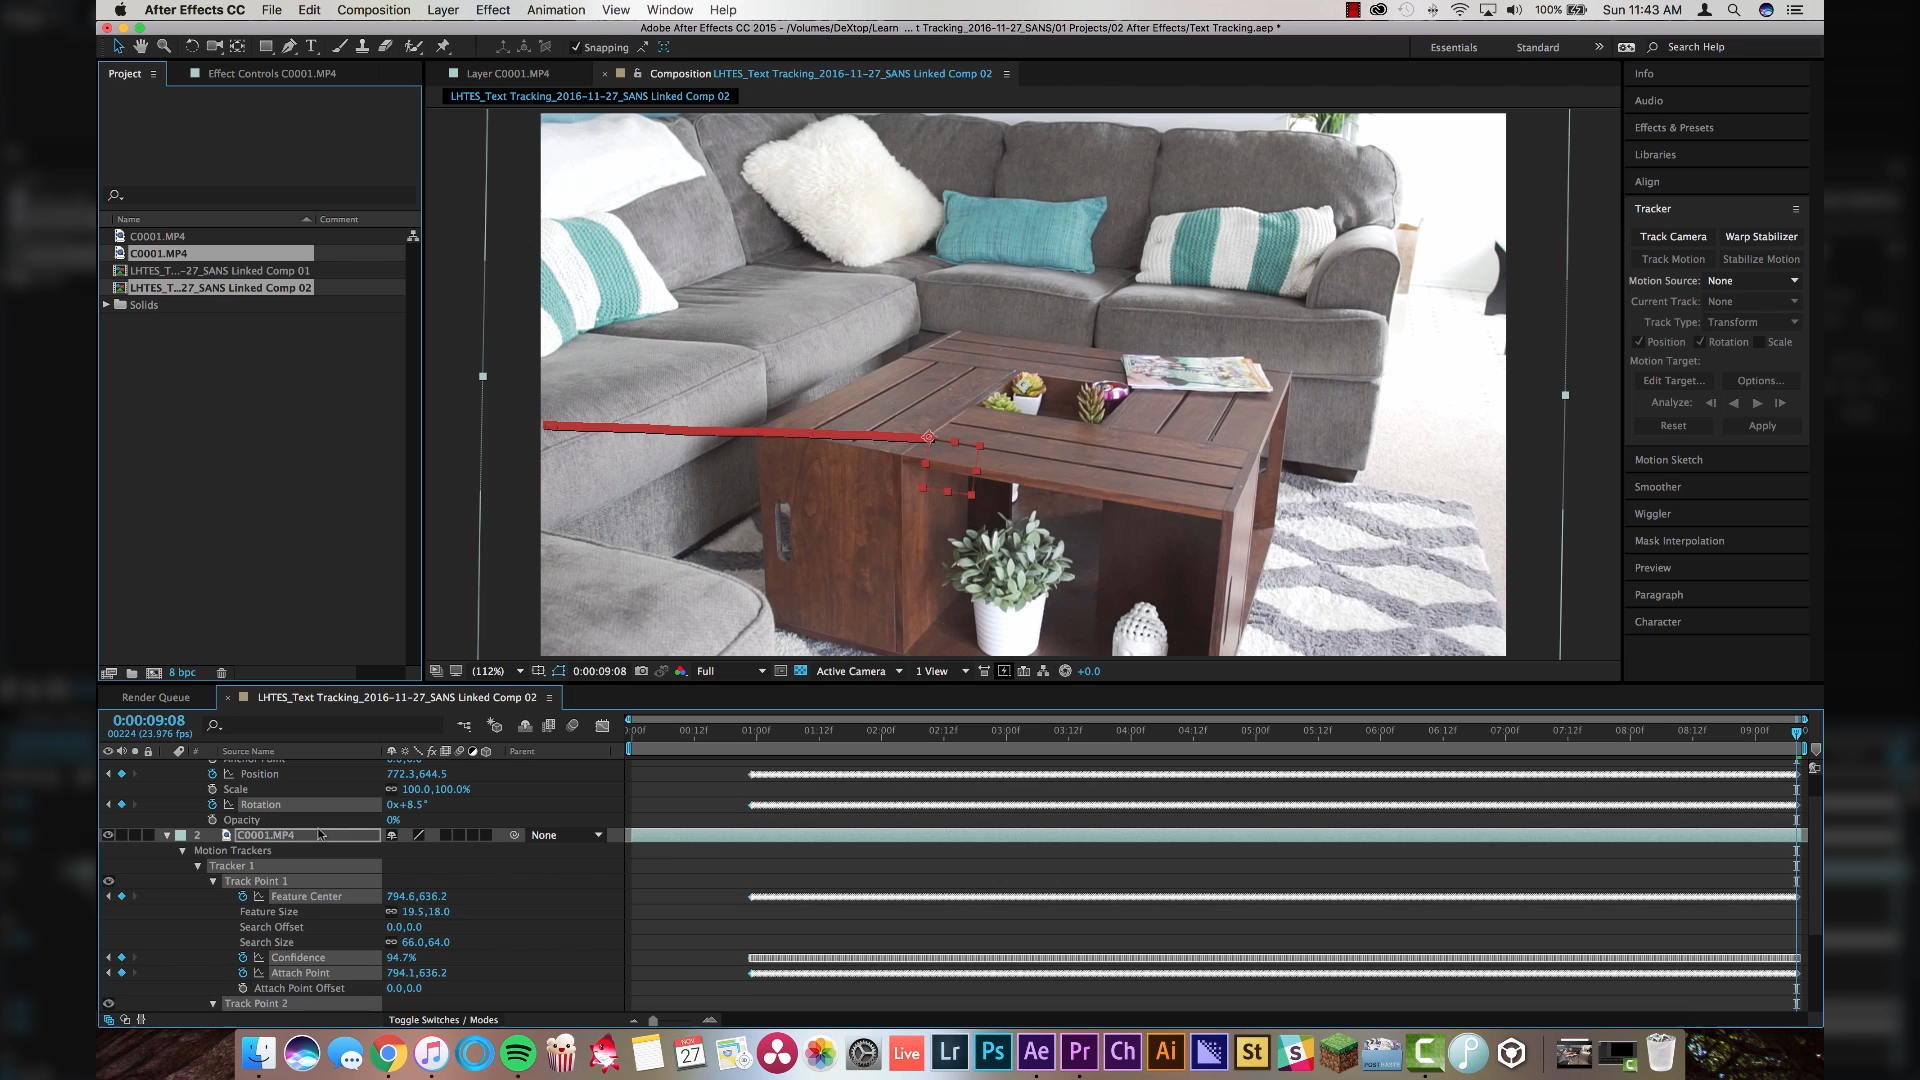 After Effects CC File Edit Composition Layer Effect Animation View Window Help 100% Sun 11:43 AM
Adobe After Effects CC 2015 - /Volumes/DeXtop/Learn ... t Tracking_2016-11-27_SANS/01 Projects/02 After Effects/Text Tracking.aep *
Snapping Essentials Standard Search Help
Project Effect Controls C0001.MP4 Layer C0001.MP4 Composition LHTES_Text Tracking_2016-11-27_SANS Linked Comp 02
LHTES_Text Tracking_2016-11-27_SANS Linked Comp 02
Name Comment
C0001.MP4
C0001.MP4
LHTES_T...-27_SANS Linked Comp 01
LHTES_T...27_SANS Linked Comp 02
Solids
8 bpc
(112%) 0:00:09:08 Full Active Camera 1 View +0.0
Info
Audio
Effects & Presets
Libraries
Align
Tracker
Track Camera Warp Stabilizer
Track Motion Stabilize Motion
Motion Source: None
Current Track: None
Track Type: Transform
Position Rotation Scale
Motion Target:
Edit Target... Options...
Analyze:
Reset Apply
Motion Sketch
Smoother
Wiggler
Mask Interpolation
Preview
Paragraph
Character
Render Queue LHTES_Text Tracking_2016-11-27_SANS Linked Comp 02
0:00:09:08
00224 (23.976 fps)
:00f 00:12f 01:00f 01:12f 02:00f 02:12f 03:00f 03:12f 04:00f 04:12f 05:00f 05:12f 06:00f 06:12f 07:00f 07:12f 08:00f 08:12f 09:00f
# Source Name Parent
Position 772.3,644.5
Scale 100.0,100.0%
Rotation 0x+8.5°
Opacity 0%
2 C0001.MP4 None
Motion Trackers
Tracker 1
Track Point 1
Feature Center 794.6,636.2
Feature Size 19.5,18.0
Search Offset 0.0,0.0
Search Size 66.0,64.0
Confidence 94.7%
Attach Point 794.1,636.2
Attach Point Offset 0.0,0.0
Track Point 2
Toggle Switches / Modes
NOV
27
Live Lr Ps Ae Pr Ch Ai St